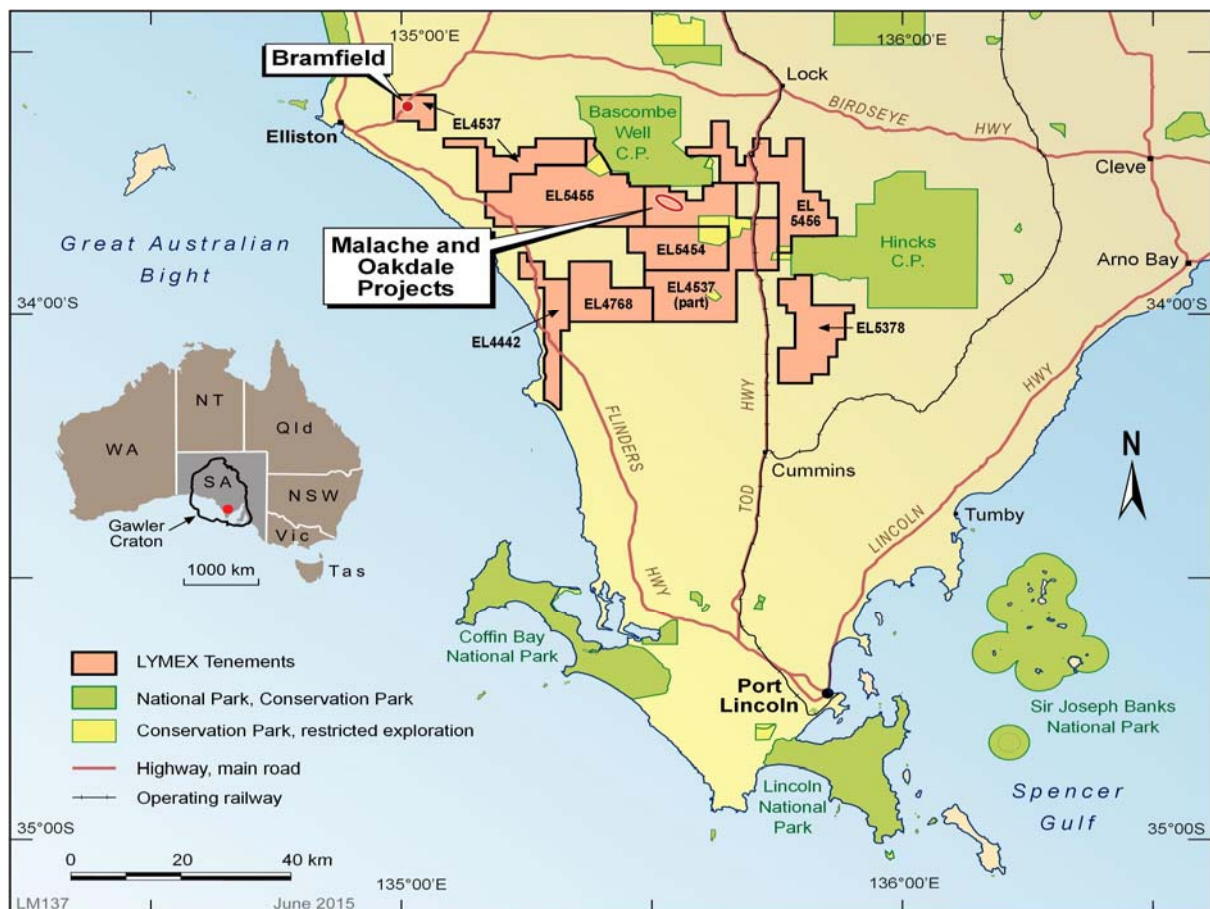 135°00'E
136°00'E
Bramfield
Lock
BIRDSEYE
HWY
EL4537
Elliston
Bascombe
Well
C.P.
Cleve
EL5455
EL
5456
Great Australian
Bight
Malache and
Oakdale
Projects
EL5454
Hincks
C.P.
Arno Bay
34°00'S
EL4768
EL4537
(part)
34°00'S
EL4442
EL5378
HWY
HWY
FLINDERS
NT
Qld
WA
SA
NSW
Vic
Tas
Gawler
Craton
1000 km
N
Cummins
TOD
LINCOLN
Tumby
HWY
Coffin Bay
National Park
LYMEX Tenements
National Park, Conservation Park
Conservation Park, restricted exploration
Highway, main road
Operating railway
Port
Lincoln
Sir Joseph Banks
National Park
Lincoln
National
Park
Spencer
Gulf
35°00'S
35°00'S
0 20 40 km
135°00'E
136°00'E
LM137
June 2015